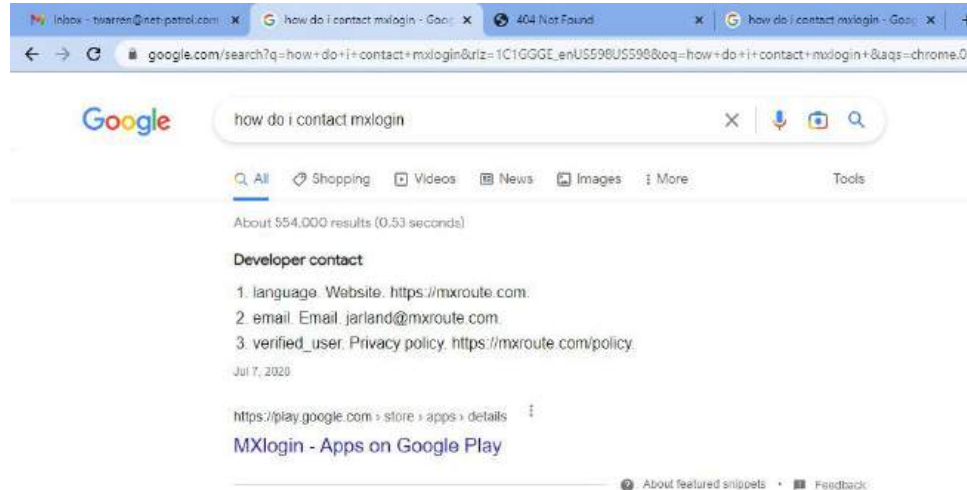 Inbox - twarren@net-patrol.com
how do i contact mxlogin - Goog
404 Not Found
how do i contact mxlogin - Goog
google.com/search?q=how+do+i+contact+mxlogin&rlz=1C1GGGE_enUS598US598&oq=how+do+i+contact+mxlogin+&aqs=chrome.0
Google
how do i contact mxlogin
All Shopping Videos News Images More Tools
About 554,000 results (0.53 seconds)
Developer contact
1. language. Website. https://mxroute.com.
2. email. Email. jarland@mxroute.com.
3. verified_user. Privacy policy. https://mxroute.com/policy.
Jul 7, 2020
https://play.google.com › store › apps › details
MXlogin - Apps on Google Play
About featured snippets • Feedback